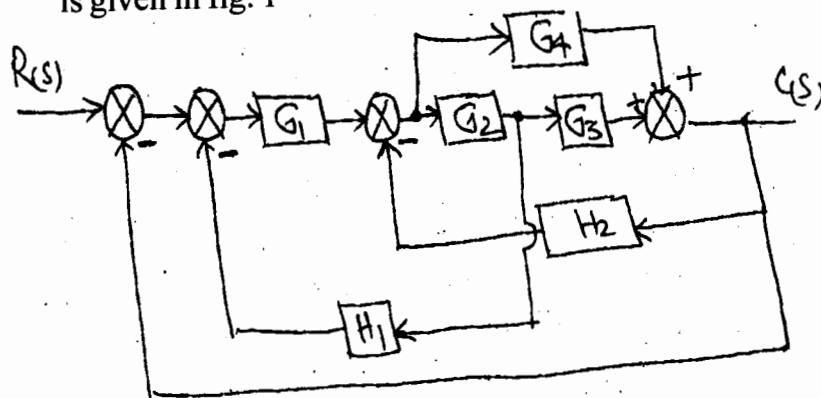 is given in fig. 1
G4
R(s)
C(s)
+
G1
G2
G3
+
-
-
-
H2
H1